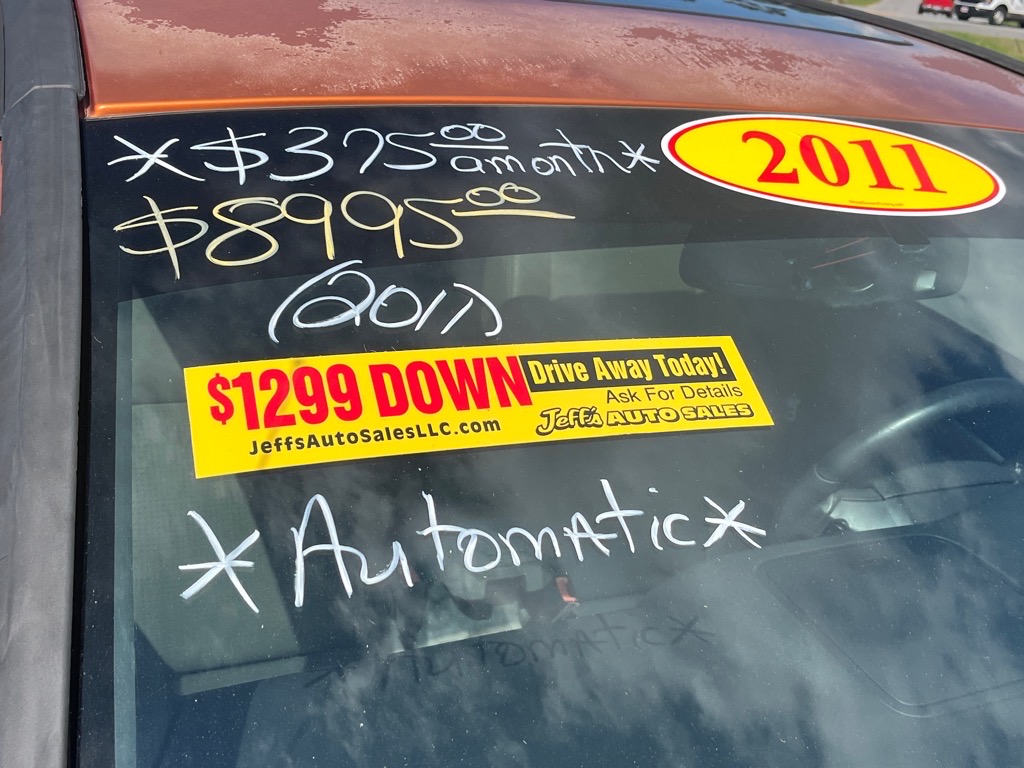 *$375.00 a month*
2011
$8995.00
(2011)
$1299 DOWN
Drive Away Today!
Ask For Details
JeffsAutoSalesLLC.com
Jeff's AUTO SALES
*Automatic*